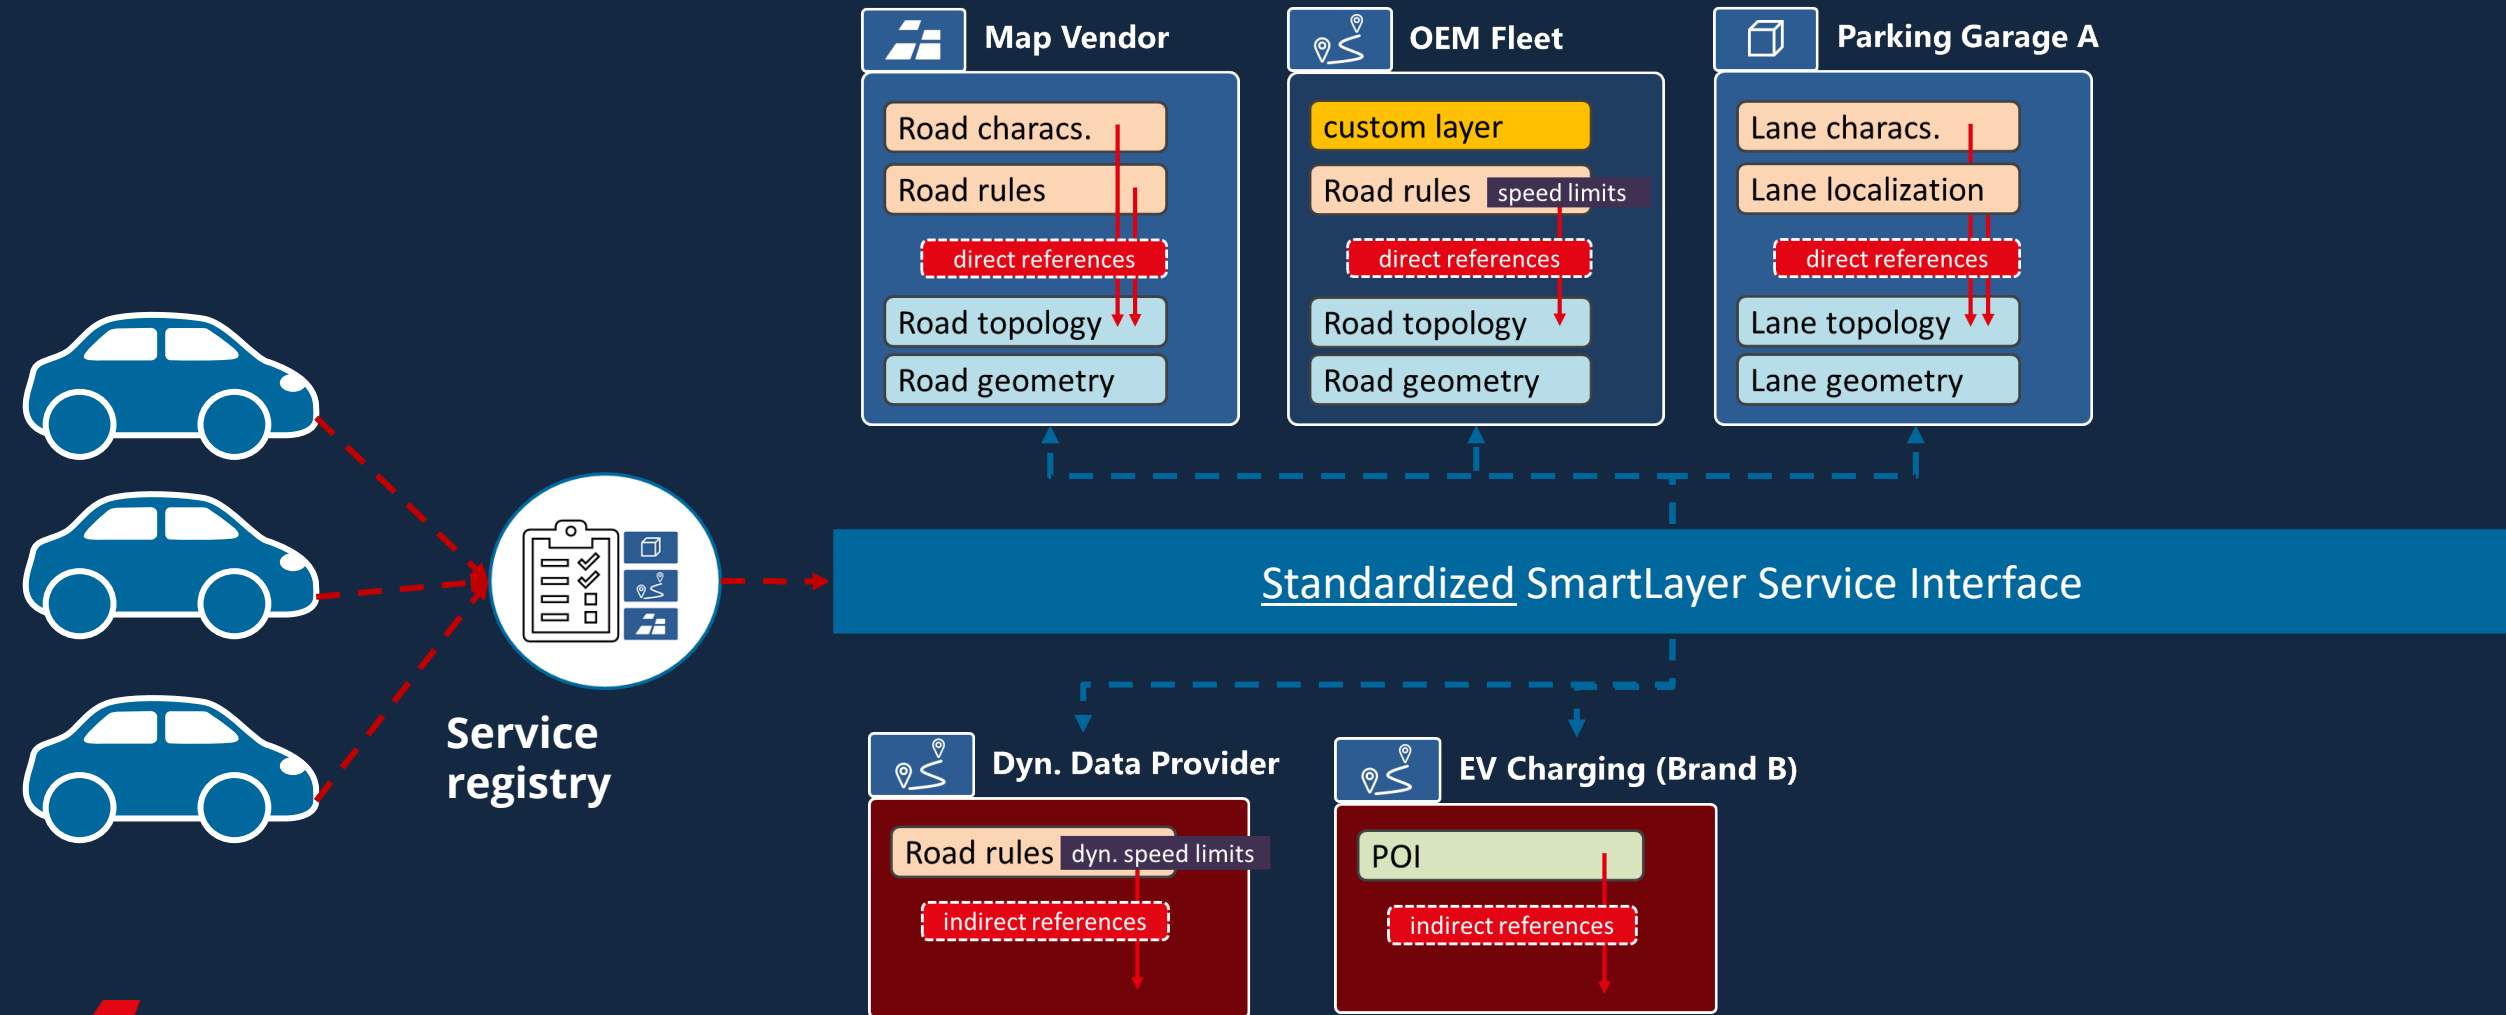 Map Vendor
Road characs.
Road rules
direct references
Road topology
Road geometry
OEM Fleet
custom layer
Road rules
speed limits
direct references
Road topology
Road geometry
Parking Garage A
Lane characs.
Lane localization
direct references
Lane topology
Lane geometry
Service
registry
Standardized SmartLayer Service Interface
Dyn. Data Provider
Road rules
dyn. speed limits
indirect references
EV Charging (Brand B)
POI
indirect references